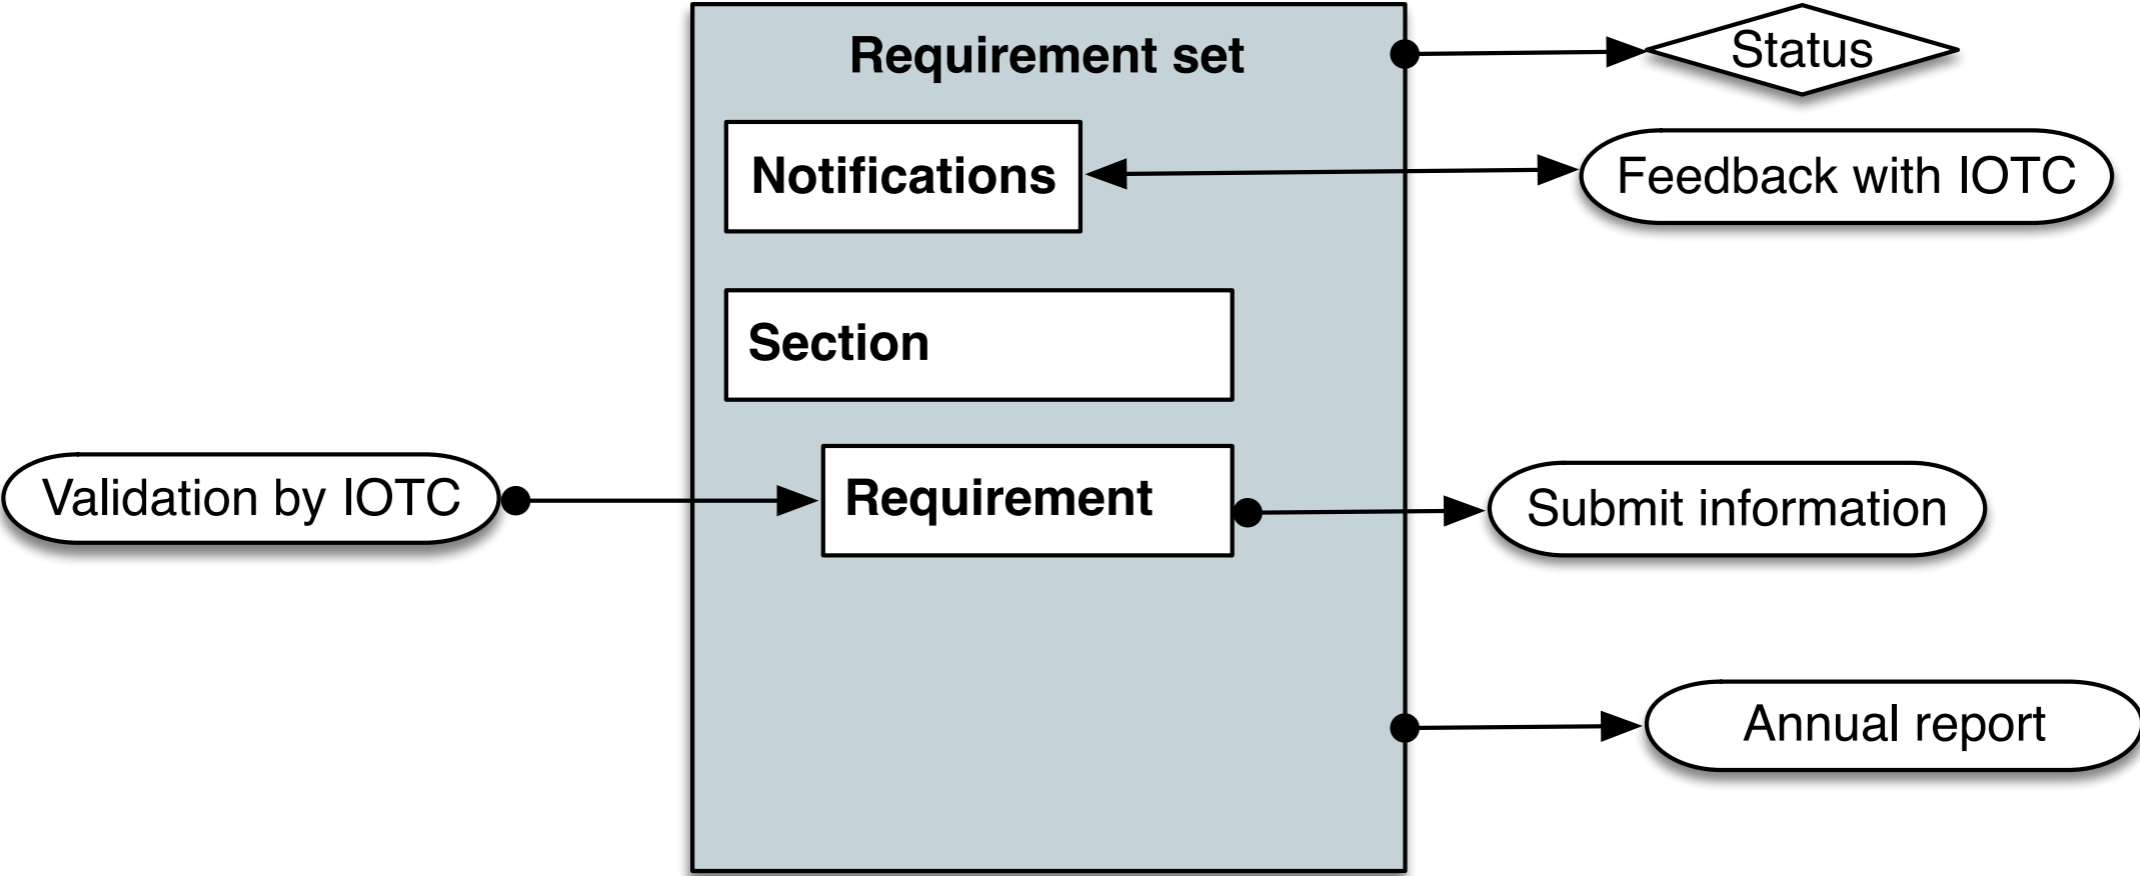 Requirement set
Status
Notifications
Feedback with IOTC
Section
Validation by IOTC
Requirement
Submit information
Annual report